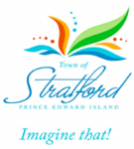 Town of
Stratford
PRINCE EDWARD ISLAND
Imagine that!